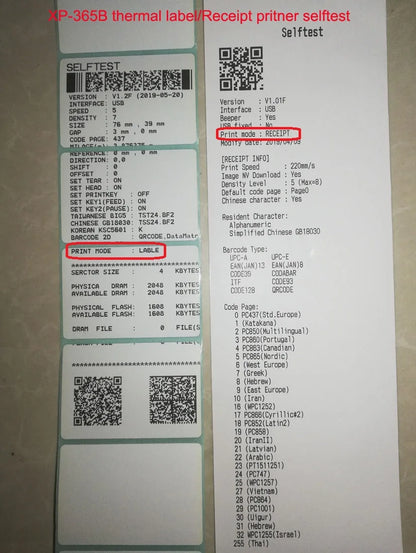 XP-365B thermal label/Receipt pritner selftest
SELFTEST
VERSION : V1.2F (2019-05-20)
INTERFACE: USB
SPEED : 5
DENSITY : 7
SIZE : 76 mm , 39 mm
GAP : 3 mm , 0 mm
CODE PAGE: 437
REFERENCE: 0 mm , 0 mm
DIRECTION: 0,0
SHIFT : 0
OFFSET : 0
SET TEAR : ON
SET HEAD : ON
SET PRINTKEY : OFF
SET KEY1(FEED) : ON
SET KEY2(PAUSE) : ON
TAIWANESE BIG5 : TST24.BF2
CHINESE GB18030: TSS24.BF2
KOREAN KSC5601 : K
BARCODE 2D : QRCODE,DataMatr
PRINT MODE : LABLE
SERCTOR SIZE : 4 KBYTES
PHYSICA DRAM : 2048 KBYTES
AVAILABLE DRAM : 2048 KBYTES
PHYSICAL FLASH: 1608 KBYTES
AVAILABLE FLASH: 1608 KBYTES
DRAM FILE : 0 FILE(S
****************************
Selftest
Version : V1.01F
Interface : USB
Beeper : Yes
USB fixed : No
Print mode : RECEIPT
Modify date: 2019/04/09
[RECEIPT INFO]
Print Speed : 220mm/s
Image NV Download : Yes
Density Level : 5 (Max=8)
Default code page : Page0
Chinese character : Yes
Resident Character:
Alphanumeric
Simplified Chinese GB18030
Barcode Type:
UPC-A UPC-E
EAN(JAN)13 EAN(JAN)8
CODE39 CODABAR
ITF CODE93
CODE128 QRCODE
Code Page:
0 PC437(Std.Europe)
1 (Katakana)
2 PC850(Multilingual)
3 PC860(Portugal)
4 PC863(Canadian)
5 PC865(Nordic)
6 (West Europe)
7 (Greek)
8 (Hebrew)
9 (East Europe)
10 (Iran)
16 (WPC1252)
17 PC866(Cyrillic#2)
18 PC852(Latin2)
19 (PC858)
20 (IranII)
21 (Latvian)
22 (Arabic)
23 (PT1511251)
24 (PC747)
25 (WPC1257)
27 (Vietnam)
28 (PC864)
29 (PC1001)
30 (Uigur)
31 (Hebrew)
32 WPC1255(Israel)
255 (Thai)